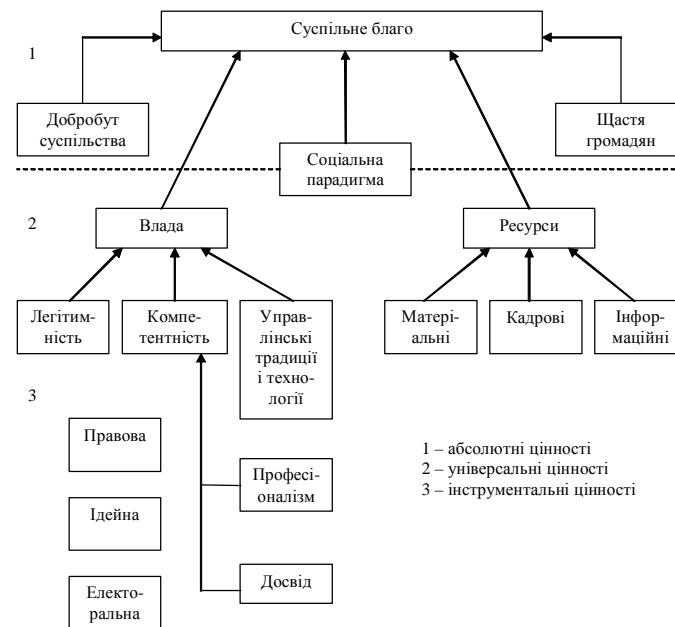 Суспільне благо
1
Добробут
суспільства
Щастя
громадян
Соціальна
парадигма
2
Влада
Ресурси
Легітим-
ність
Компе-
тентність
Управ-
лінські
традиції
і техно-
логії
Матері-
альні
Кадрові
Інфор-
маційні
3
Правова
Професі-
оналізм
Ідейна
Досвід
Електо-
ральна
1 – абсолютні цінності
2 – універсальні цінності
3 – інструментальні цінності